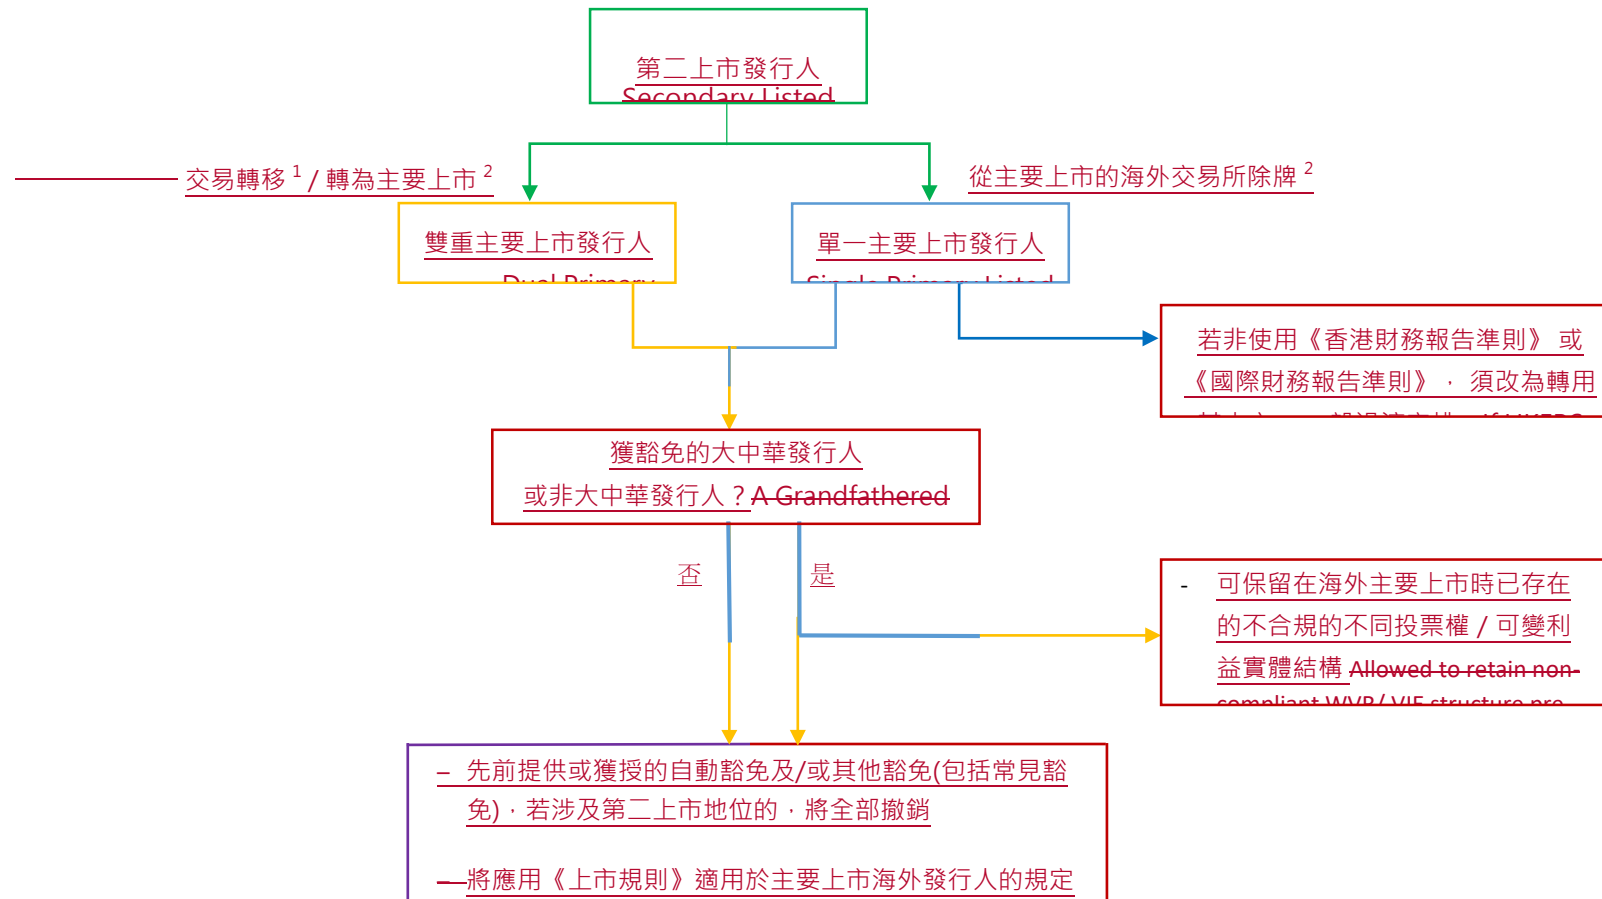 第二上市發行人
Secondary Listed
交易轉移 1 / 轉為主要上市 2
從主要上市的海外交易所除牌 2
雙重主要上市發行人
Dual Primary
單一主要上市發行人
Single Primary Listed
若非使用《香港財務報告準則》 或
《國際財務報告準則》， 須改為轉用
獲豁免的大中華發行人
或非大中華發行人？A Grandfathered
否
是
- 可保留在海外主要上市時已存在
的不合規的不同投票權 / 可變利
益實體結構 Allowed to retain non-
compliant WVR/ VIE structure pre
– 先前提供或獲授的自動豁免及/或其他豁免(包括常見豁
免)，若涉及第二上市地位的，將全部撤銷
– 將應用《上市規則》適用於主要上市海外發行人的規定